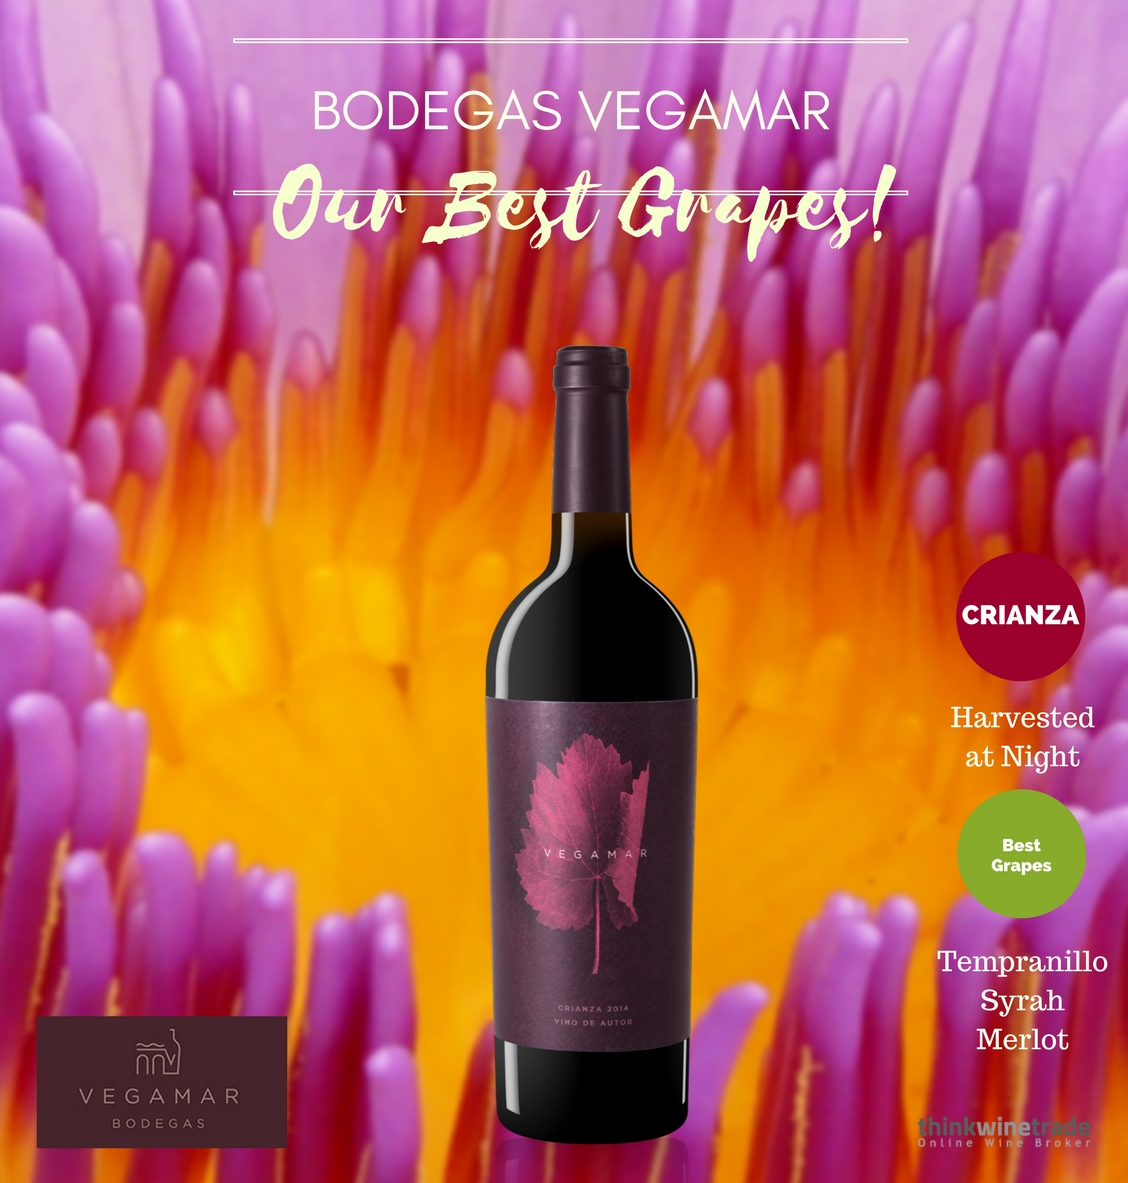 BODEGAS VEGAMAR
Our Best Grapes!
CRIANZA
Harvested
at Night
Best
Grapes
Tempranillo
Syrah
Merlot
VEGAMAR
CRIANZA 2014
VINO DE AUTOR
VEGAMAR
BODEGAS
thinkwinetrade
Online Wine Broker